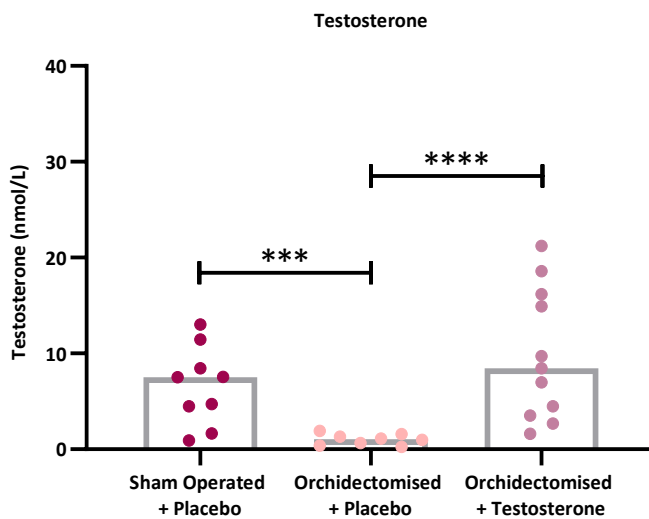 Testosterone
Testosterone (nmol/L)
40
30
20
10
0
****
***
Sham Operated
+ Placebo
Orchidectomised
+ Placebo
Orchidectomised
+ Testosterone